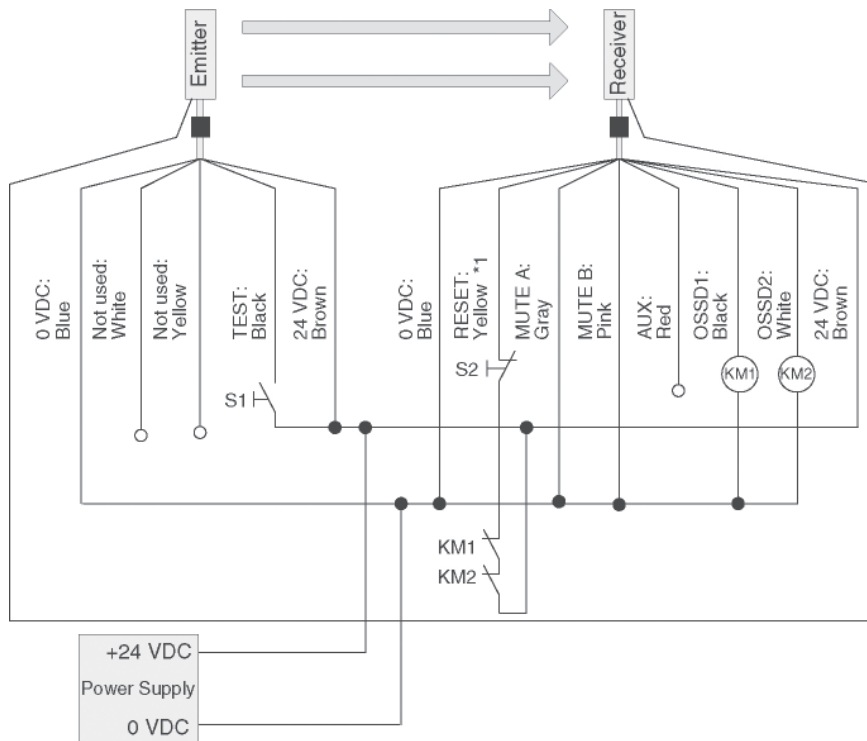 Emitter
Receiver
0 VDC:
Blue
Not used:
White
Not used:
Yellow
TEST:
Black
24 VDC:
Brown
0 VDC:
Blue
RESET:
Yellow *1
MUTE A:
Gray
MUTE B:
Pink
AUX:
Red
OSSD1:
Black
OSSD2:
White
24 VDC:
Brown
S1
S2
KM1
KM2
KM1
KM2
+24 VDC
Power Supply
0 VDC